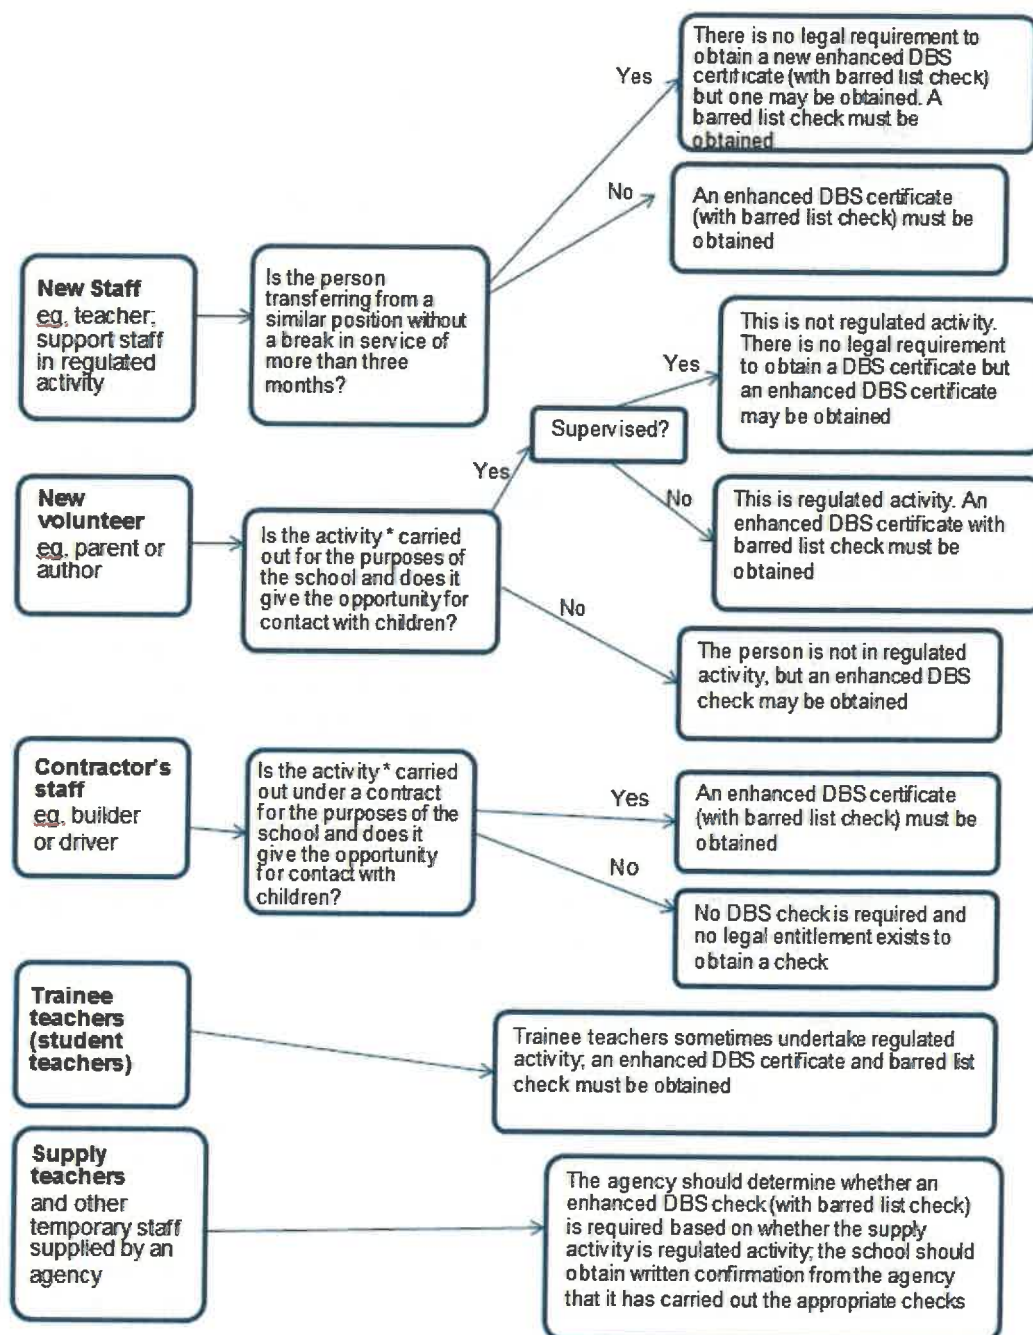 There is no legal requirement to
obtain a new enhanced DBS
certificate (with barred list check)
but one may be obtained. A
barred list check must be
obtained
Yes
No
An enhanced DBS certificate
(with barred list check) must be
obtained
New Staff
eg. teacher;
support staff
in regulated
activity
Is the person
transferring from a
similar position without
a break in service of
more than three
months?
This is not regulated activity.
There is no legal requirement
to obtain a DBS certificate but
an enhanced DBS certificate
may be obtained
Yes
Supervised?
Yes
No
This is regulated activity. An
enhanced DBS certificate with
barred list check must be
obtained
New
volunteer
eg. parent or
author
Is the activity * carried
out for the purposes of
the school and does it
give the opportunity for
contact with children?
No
The person is not in regulated
activity, but an enhanced DBS
check may be obtained
Contractor's
staff
eg. builder
or driver
Is the activity * carried
out under a contract
for the purposes of the
school and does it
give the opportunity
for contact with
children?
Yes
An enhanced DBS certificate
(with barred list check) must be
obtained
No
No DBS check is required and
no legal entitlement exists to
obtain a check
Trainee
teachers
(student
teachers)
Trainee teachers sometimes undertake regulated
activity; an enhanced DBS certificate and barred list
check must be obtained
Supply
teachers
and other
temporary staff
supplied by an
agency
The agency should determine whether an
enhanced DBS check (with barred list check)
is required based on whether the supply
activity is regulated activity; the school should
obtain written confirmation from the agency
that it has carried out the appropriate checks